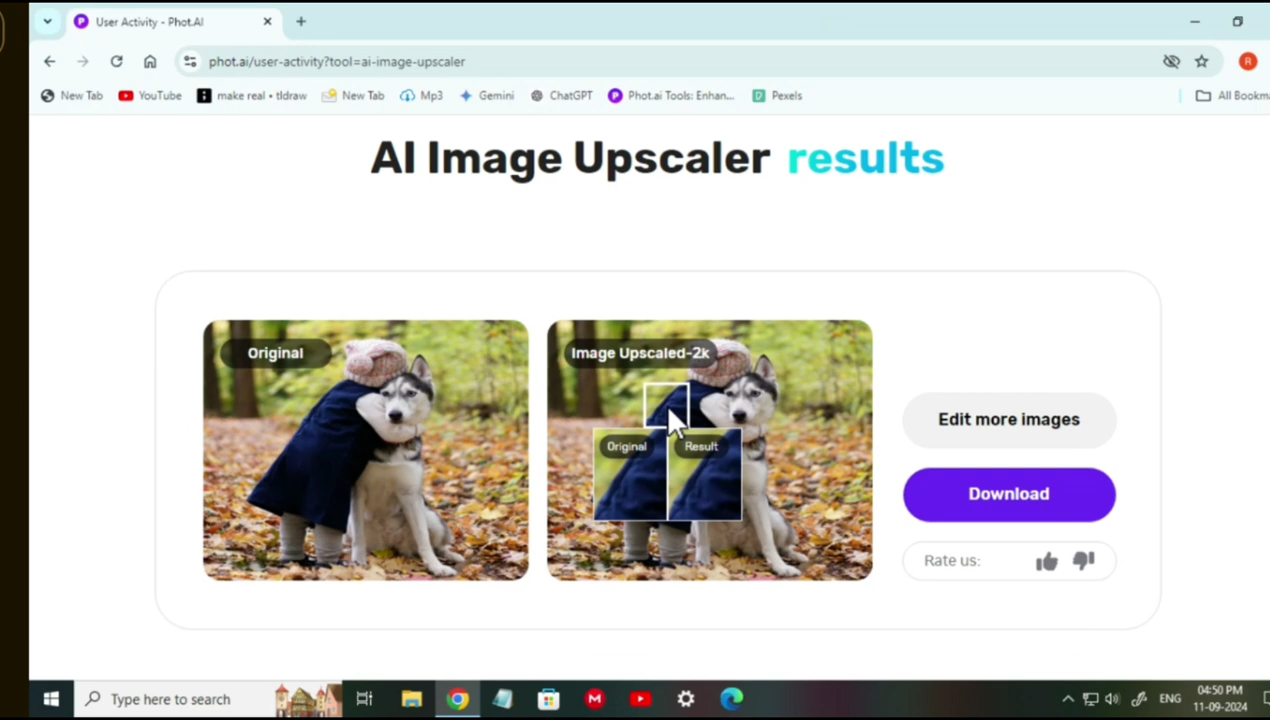 User Activity - Phot.AI
phot.ai/user-activity?tool=ai-image-upscaler
R
New Tab
YouTube
make real • tldraw
New Tab
Mp3
Gemini
ChatGPT
Phot.ai Tools: Enhan...
Pexels
All Bookma
AI Image Upscaler results
Original
Image Upscaled-2k
Original
Result
Edit more images
Download
Rate us:
Type here to search
ENG
04:50 PM
11-09-2024